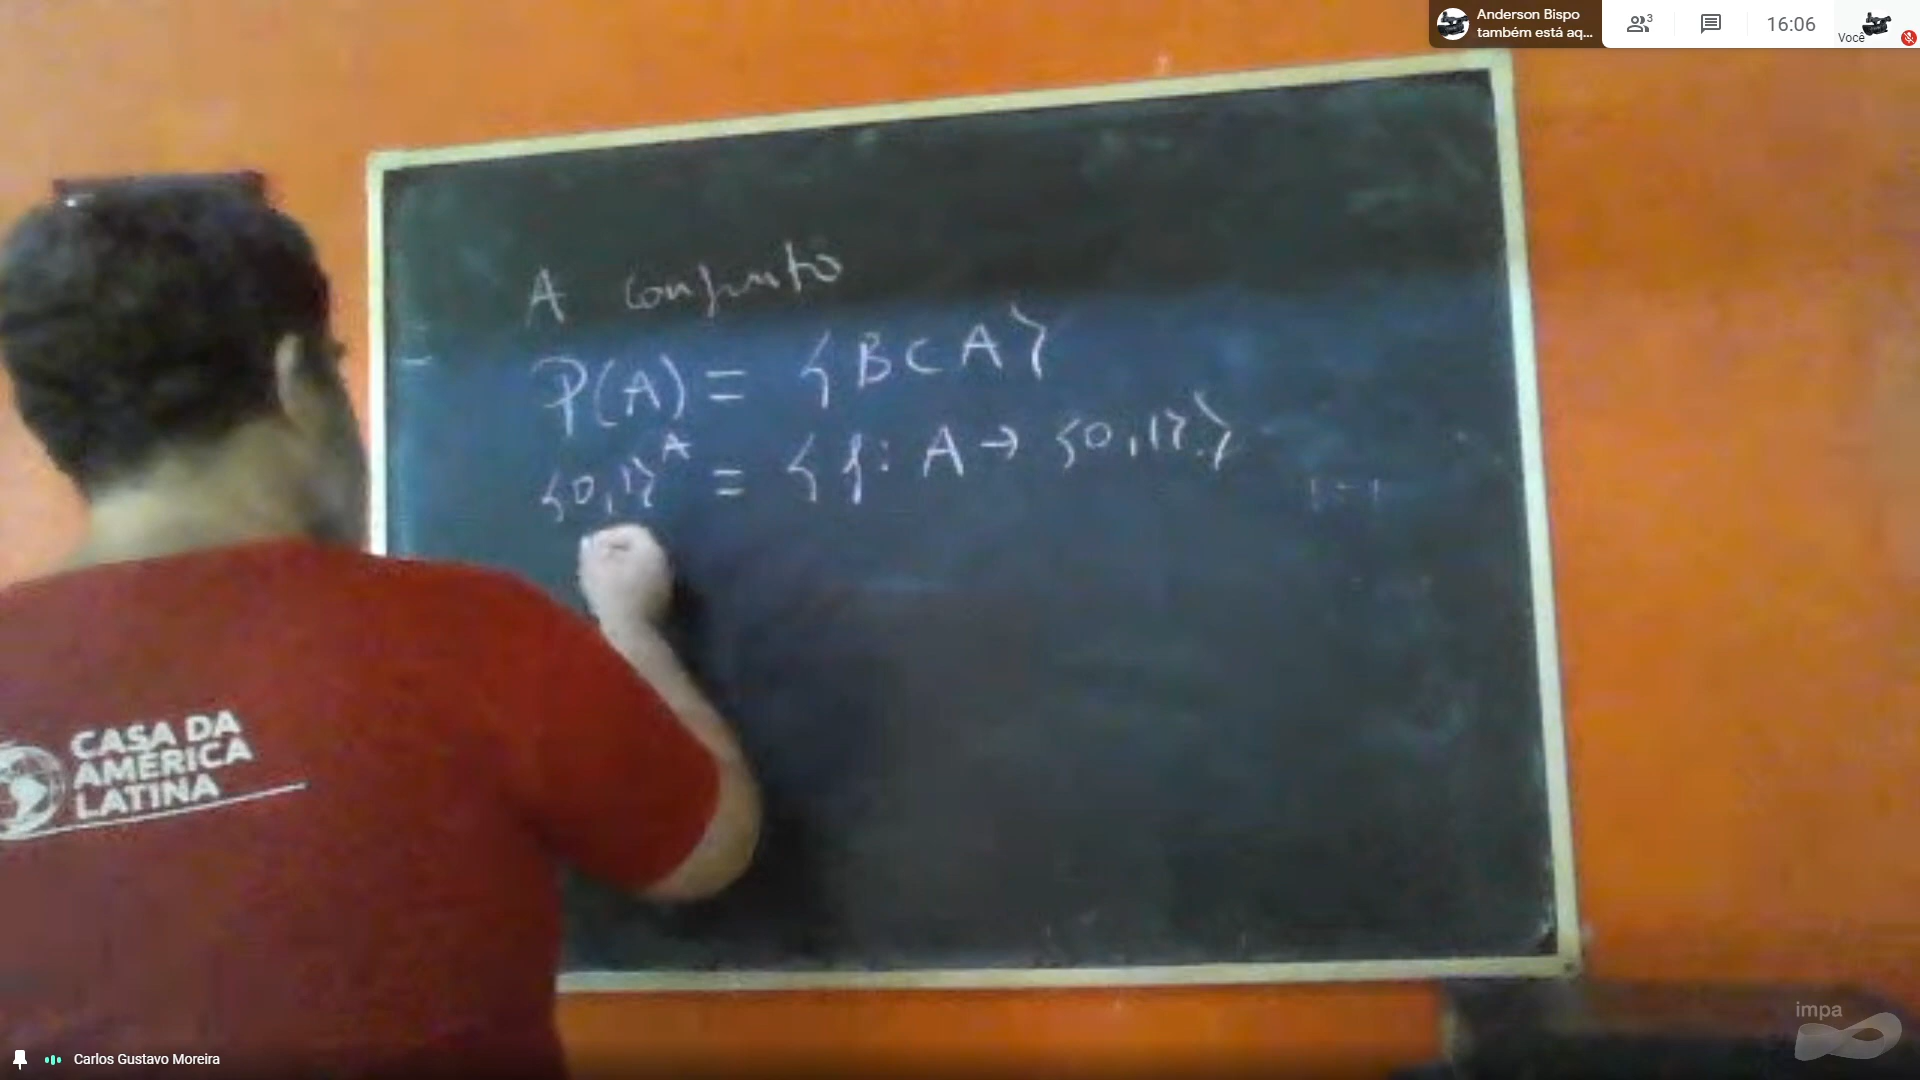 Anderson Bispo
também está aq...
3
16:06
Você
A conjunto
P(A) = {B ⊂ A}
{0,1}^A = {f: A → {0,1}}
CASA DA
AMÉRICA
LATINA
impa
Carlos Gustavo Moreira